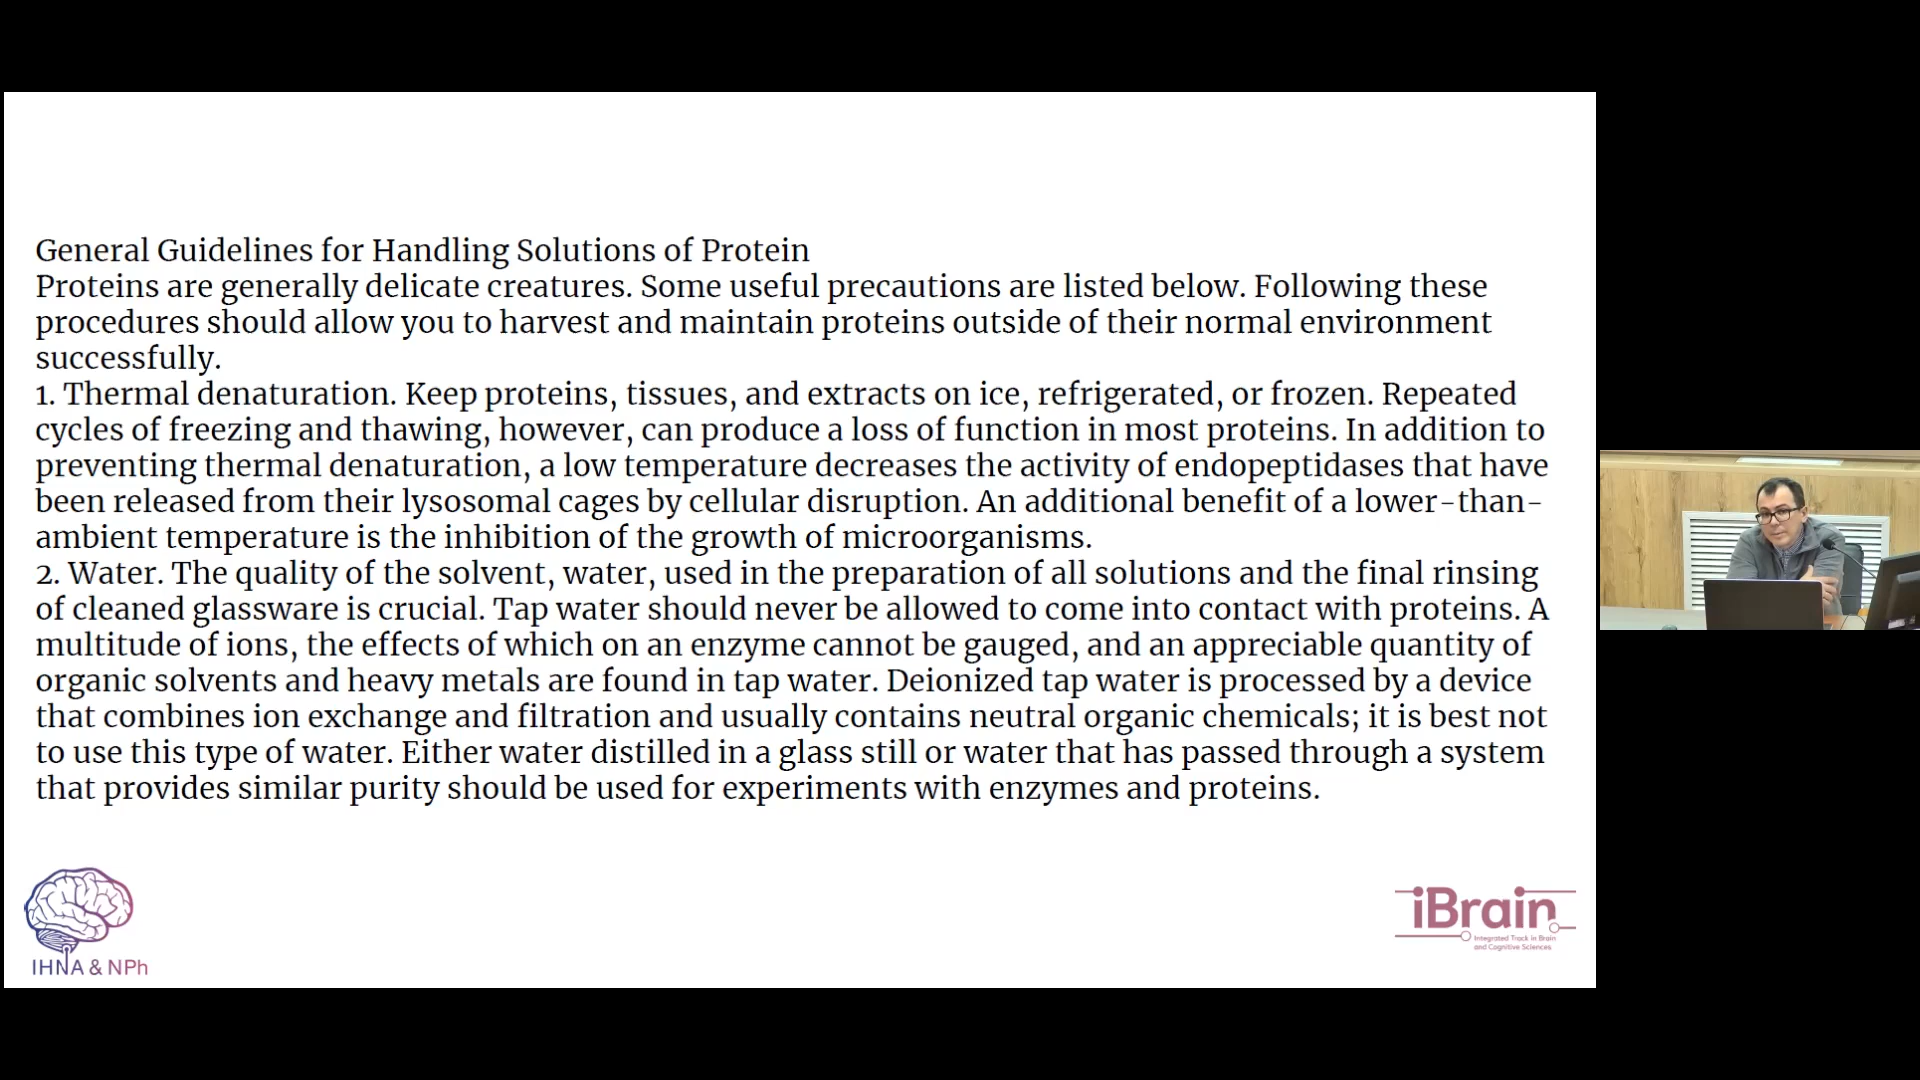 General Guidelines for Handling Solutions of Protein
Proteins are generally delicate creatures. Some useful precautions are listed below. Following these
procedures should allow you to harvest and maintain proteins outside of their normal environment
successfully.
1. Thermal denaturation. Keep proteins, tissues, and extracts on ice, refrigerated, or frozen. Repeated
cycles of freezing and thawing, however, can produce a loss of function in most proteins. In addition to
preventing thermal denaturation, a low temperature decreases the activity of endopeptidases that have
been released from their lysosomal cages by cellular disruption. An additional benefit of a lower-than-
ambient temperature is the inhibition of the growth of microorganisms.
2. Water. The quality of the solvent, water, used in the preparation of all solutions and the final rinsing
of cleaned glassware is crucial. Tap water should never be allowed to come into contact with proteins. A
multitude of ions, the effects of which on an enzyme cannot be gauged, and an appreciable quantity of
organic solvents and heavy metals are found in tap water. Deionized tap water is processed by a device
that combines ion exchange and filtration and usually contains neutral organic chemicals; it is best not
to use this type of water. Either water distilled in a glass still or water that has passed through a system
that provides similar purity should be used for experiments with enzymes and proteins.
IHNA & NPh
iBrain
Integrated Track in Brain
and Cognitive Sciences